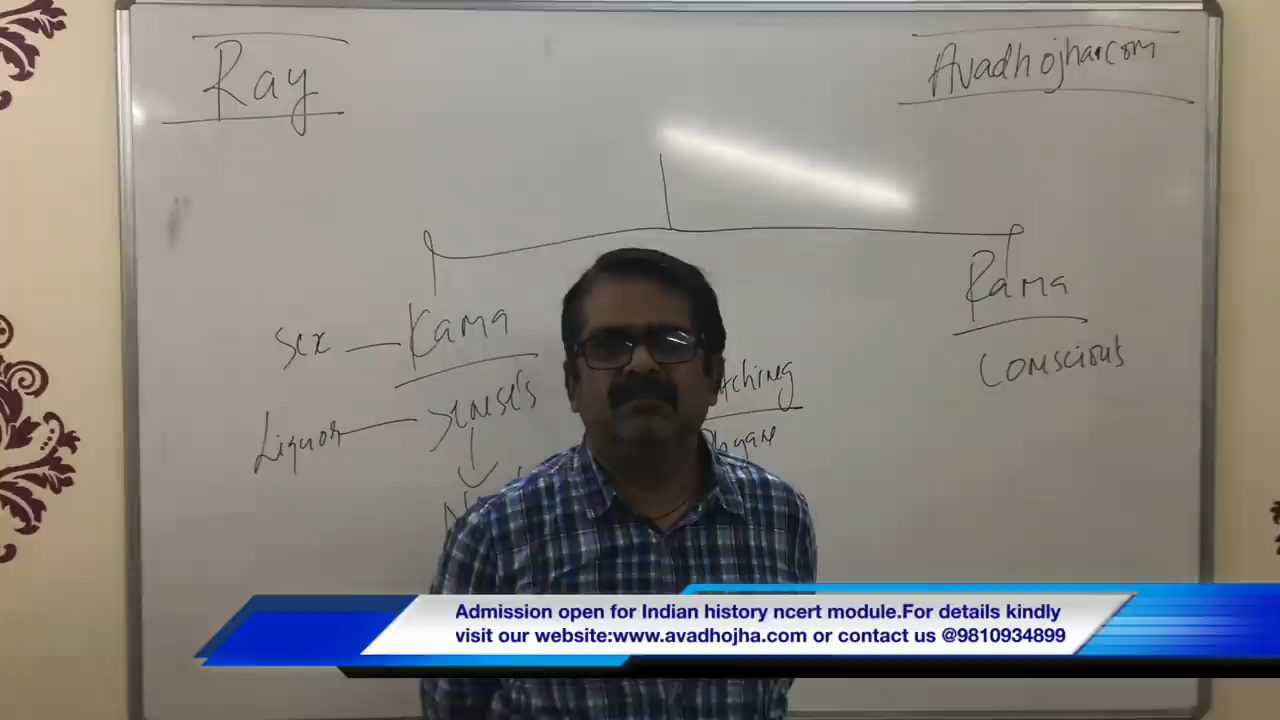 Ray
Avadhojha.com
Sex — Kama
Rama
Liquor — Sense's
Conscious
Admission open for Indian history ncert module.For details kindly
visit our website:www.avadhojha.com or contact us @9810934899